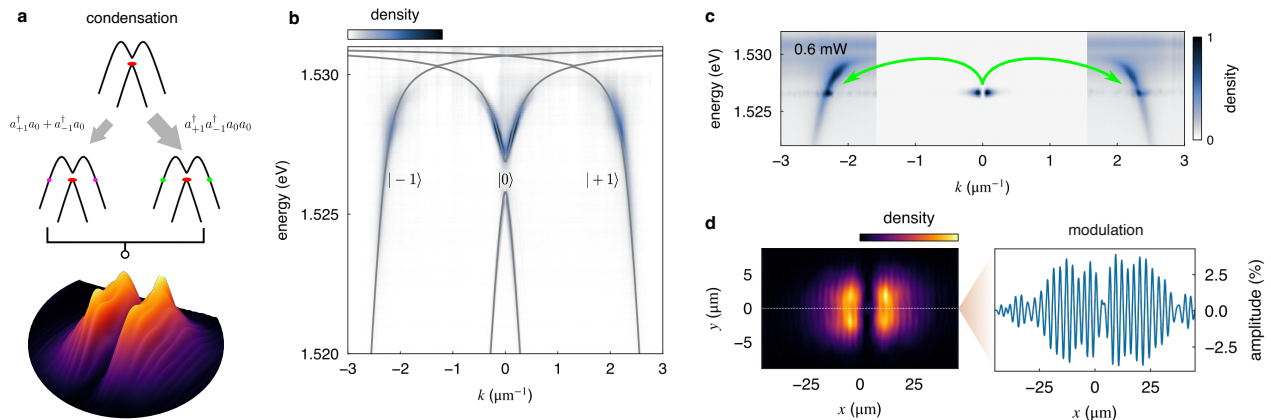 a
condensation
a†+1a0 + a†−1a0
a†+1a†−1a0a0
b
density
energy (eV)
1.530
1.525
1.520
|−1⟩
|0⟩
|+1⟩
−3
−2
−1
0
1
2
3
k (μm−1)
c
0.6 mW
energy (eV)
1.530
1.525
−3
−2
−1
0
1
2
3
k (μm−1)
1
0
density
d
density
y (μm)
5
0
−5
−25
0
25
x (μm)
modulation
2.5
0.0
−2.5
amplitude (%)
−25
0
25
x (μm)